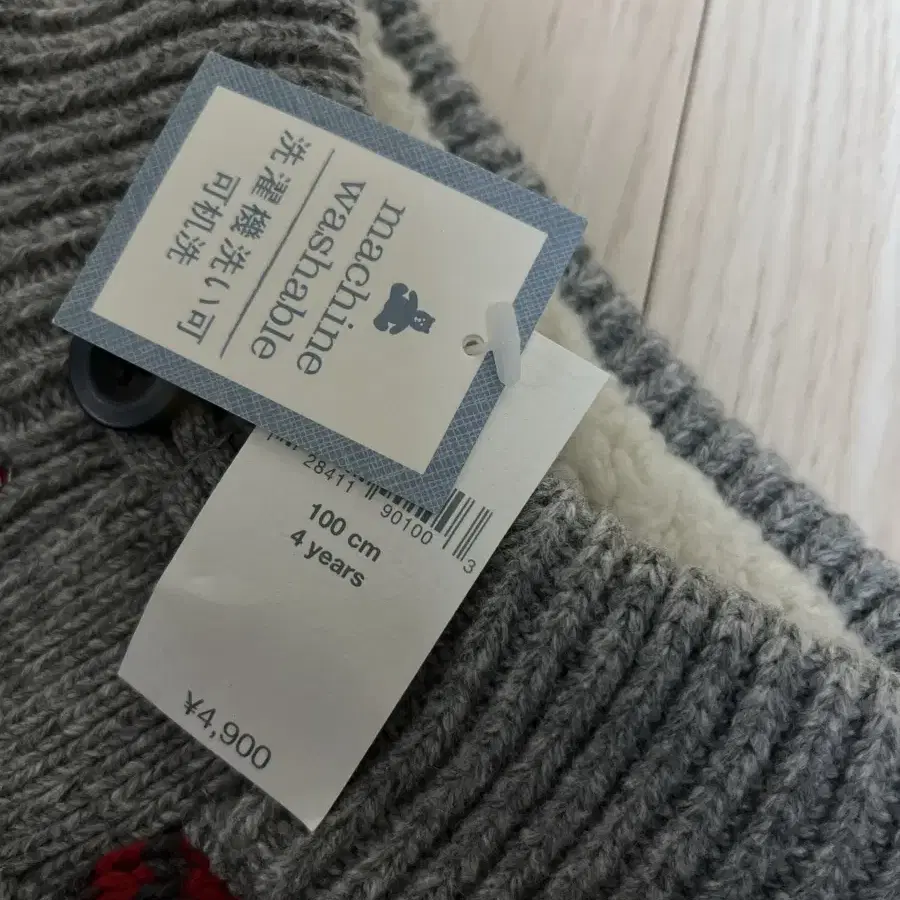 machine
washable
洗濯機洗い可
可机洗
28411
90100
3
100 cm
4 years
¥4,900